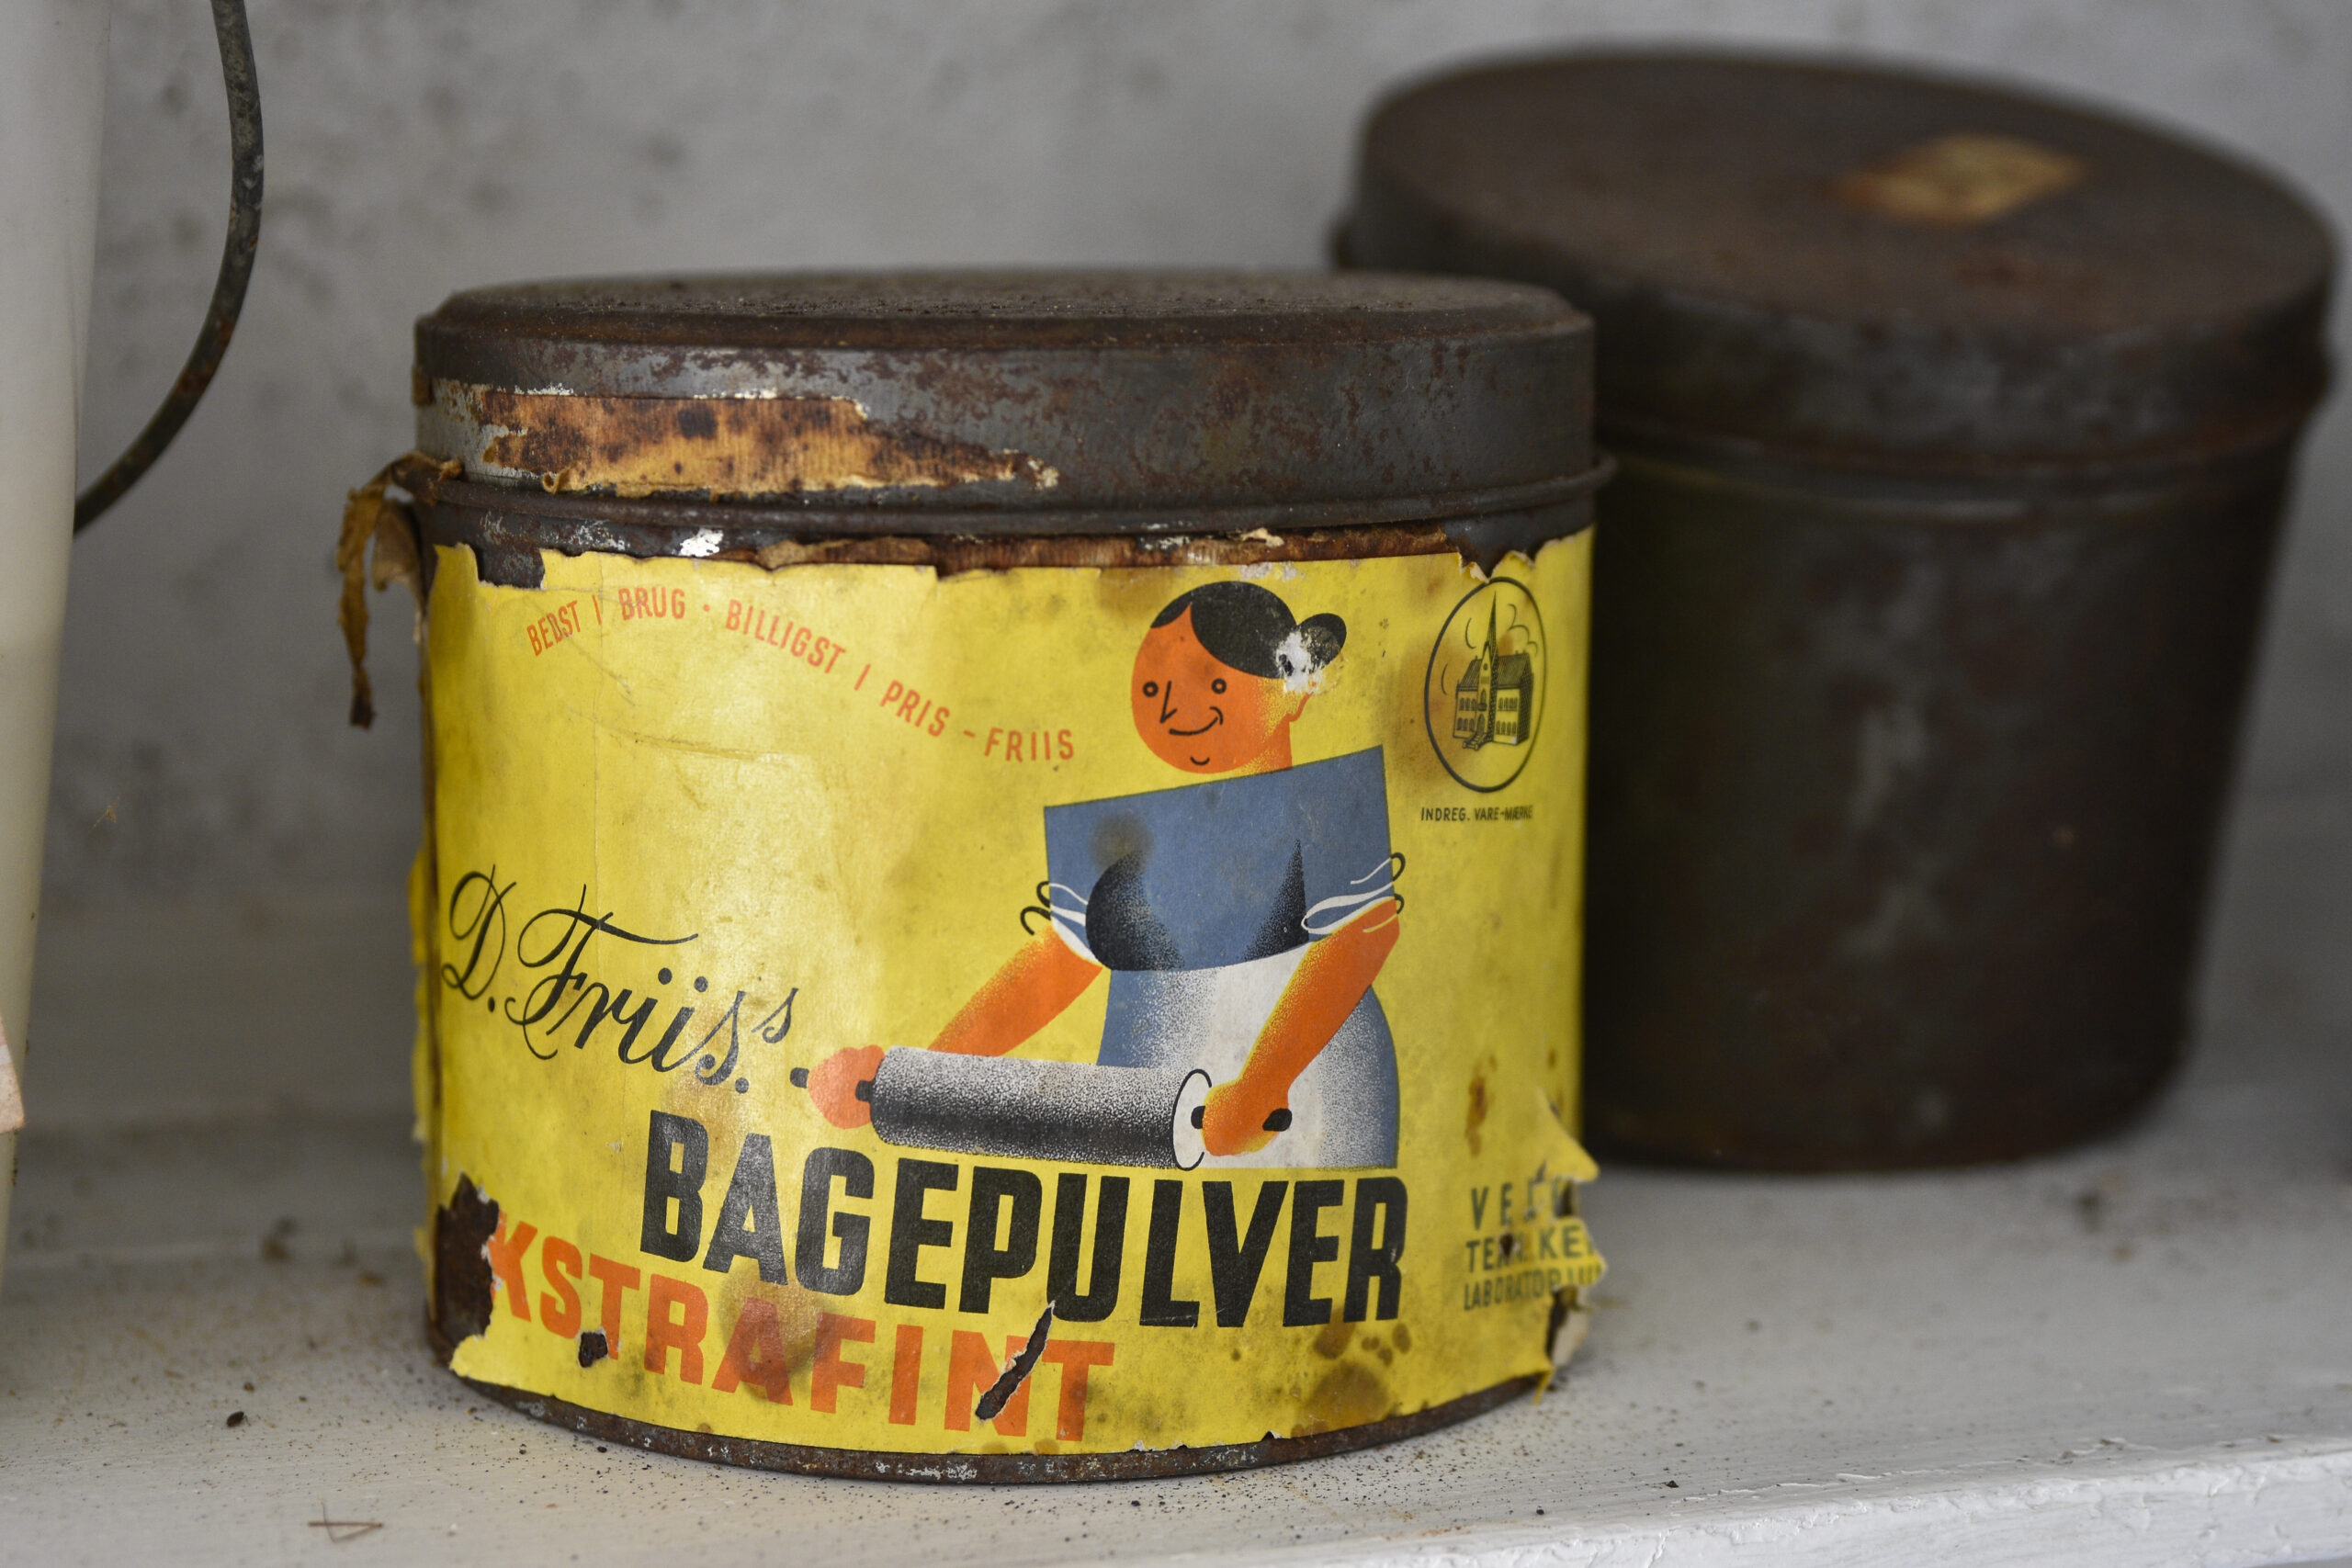 BEDST I BRUG · BILLIGST I PRIS - FRIIS
INDREG. VARE-MÆRKE
D. Friis's.
BAGEPULVER
KSTRAFINT